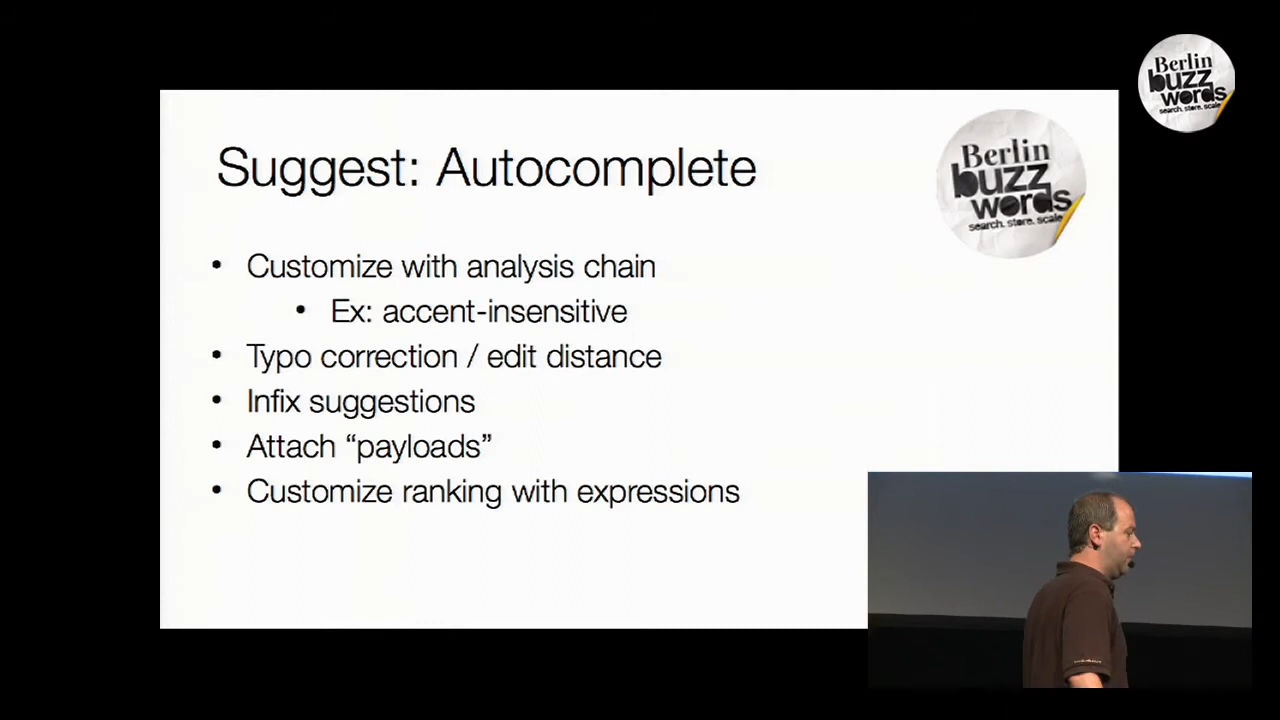 Suggest: Autocomplete
• Customize with analysis chain
• Ex: accent-insensitive
• Typo correction / edit distance
• Infix suggestions
• Attach “payloads”
• Customize ranking with expressions
Berlin
buzz
words
search. store. scale
Berlin
buzz
words
search. store. scale